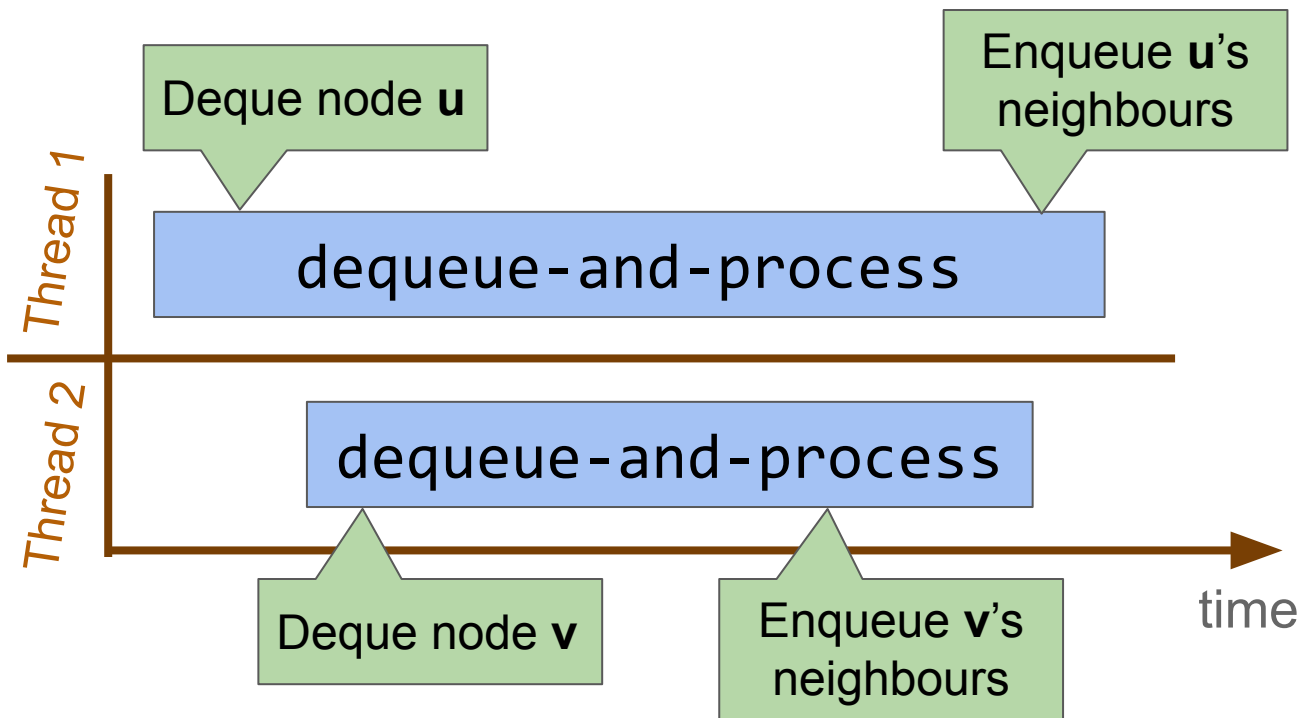 Deque node u
Enqueue u’s
neighbours
Thread 1
dequeue-and-process
Thread 2
dequeue-and-process
Deque node v
Enqueue v’s
neighbours
time